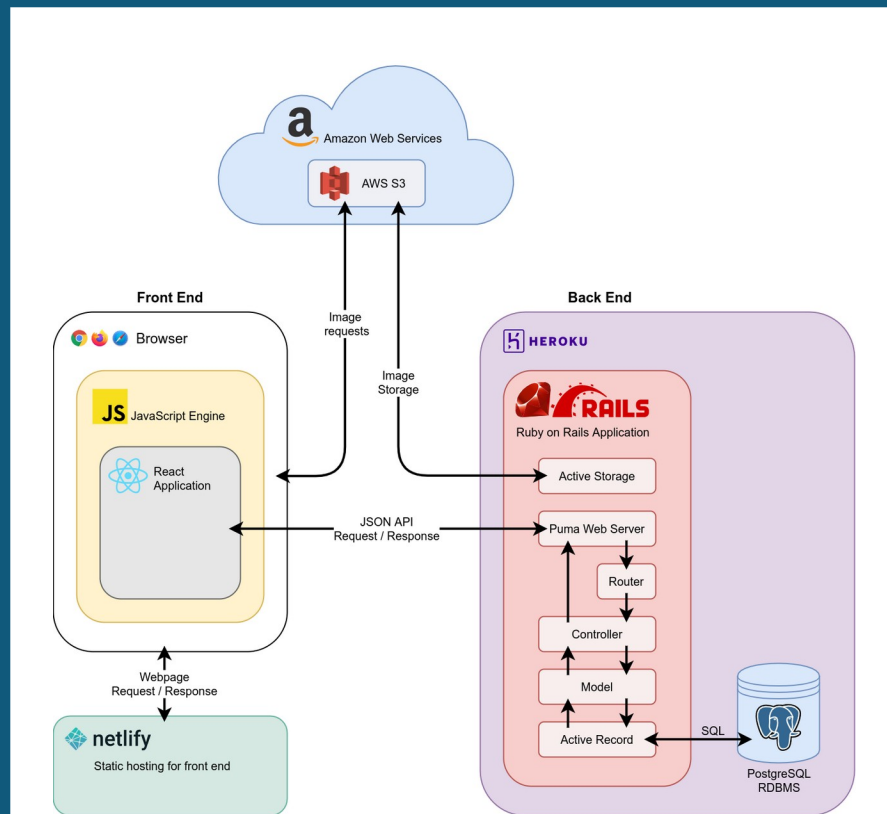 Amazon Web Services
AWS S3
Front End
Back End
Image
requests
Image
Storage
Browser
JS JavaScript Engine
React
Application
HEROKU
RAILS
Ruby on Rails Application
Active Storage
JSON API
Request / Response
Puma Web Server
Router
Controller
Model
Active Record
SQL
PostgreSQL
RDBMS
Webpage
Request / Response
netlify
Static hosting for front end